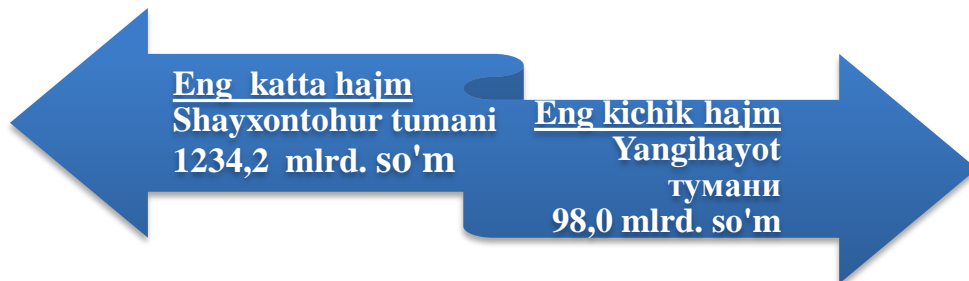 Eng katta hajm
Shayxontohur tumani
1234,2 mlrd. so'm
Eng kichik hajm
Yangihayot
тумани
98,0 mlrd. so'm